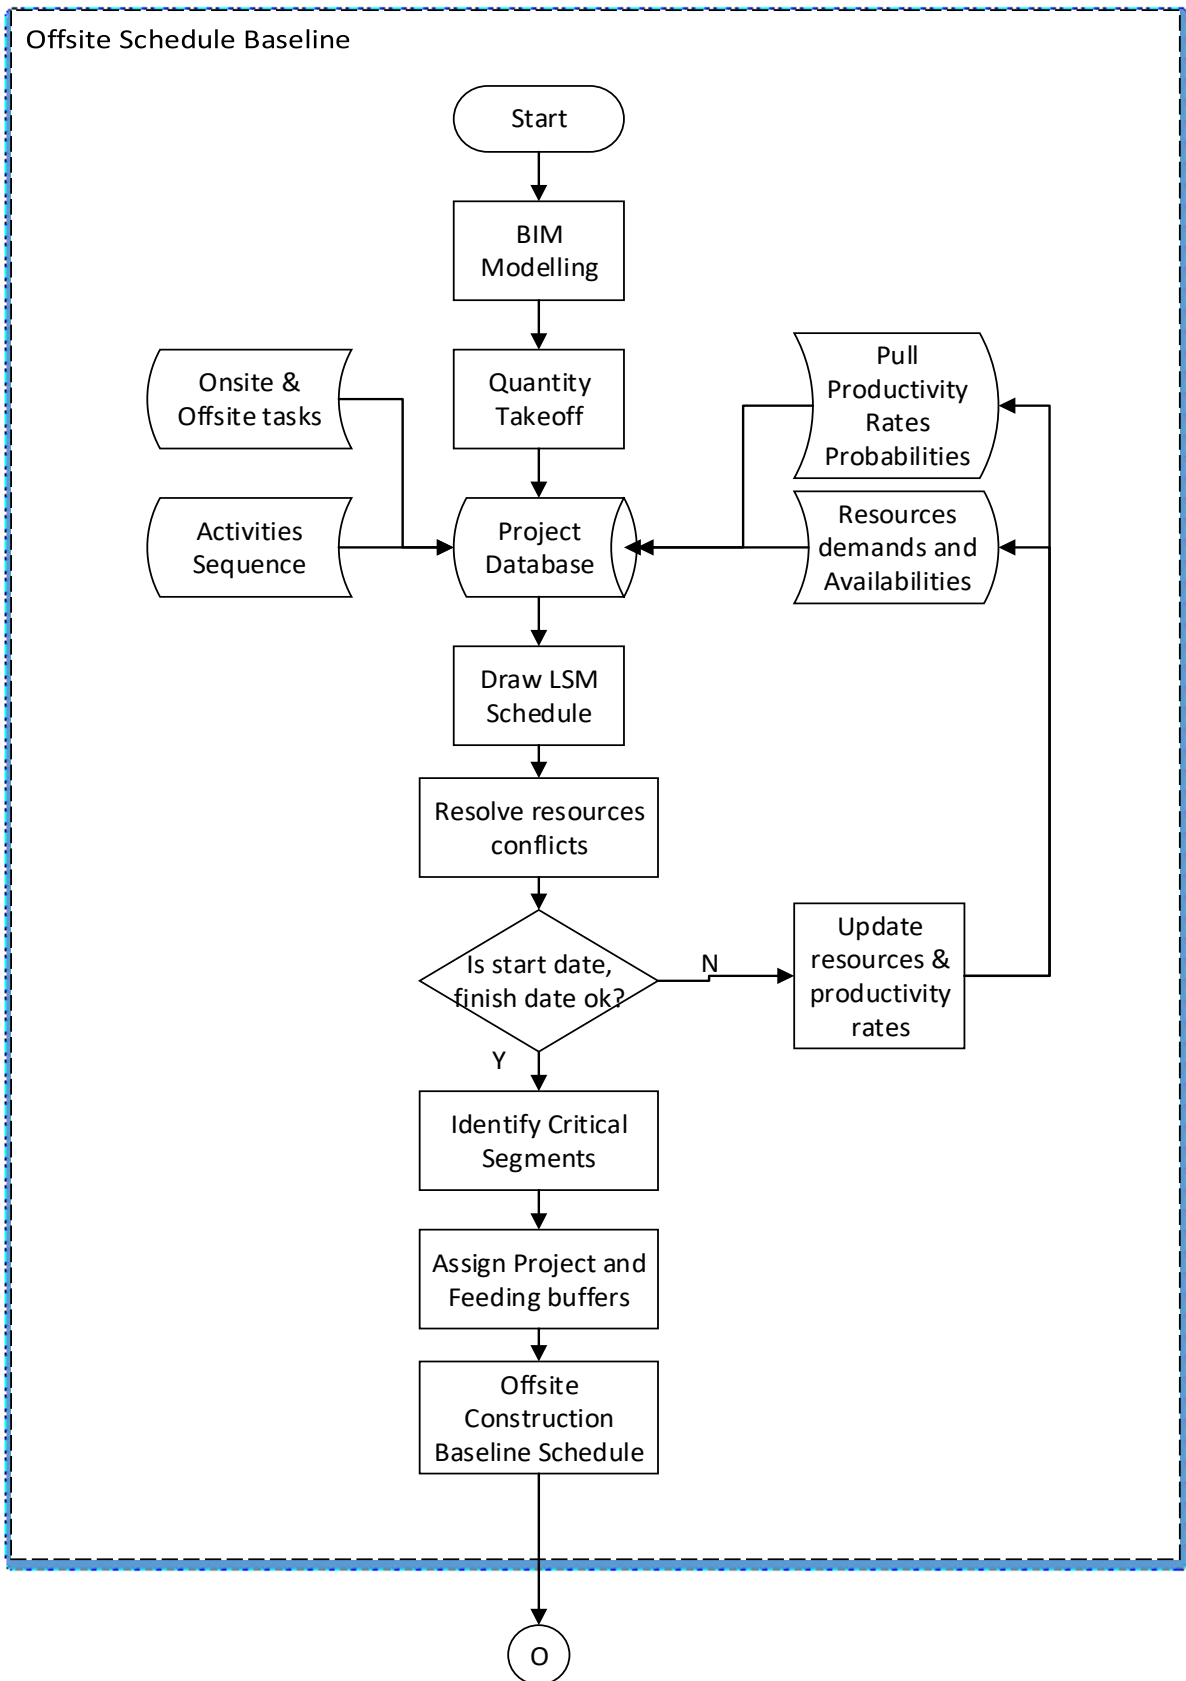 Offsite Schedule Baseline
Start
BIM
Modelling
Onsite &
Offsite tasks
Quantity
Takeoff
Pull
Productivity
Rates
Probabilities
Activities
Sequence
Project
Database
Resources
demands and
Availabilities
Draw LSM
Schedule
Resolve resources
conflicts
Is start date,
finish date ok?
N
Update
resources &
productivity
rates
Y
Identify Critical
Segments
Assign Project and
Feeding buffers
Offsite
Construction
Baseline Schedule
O